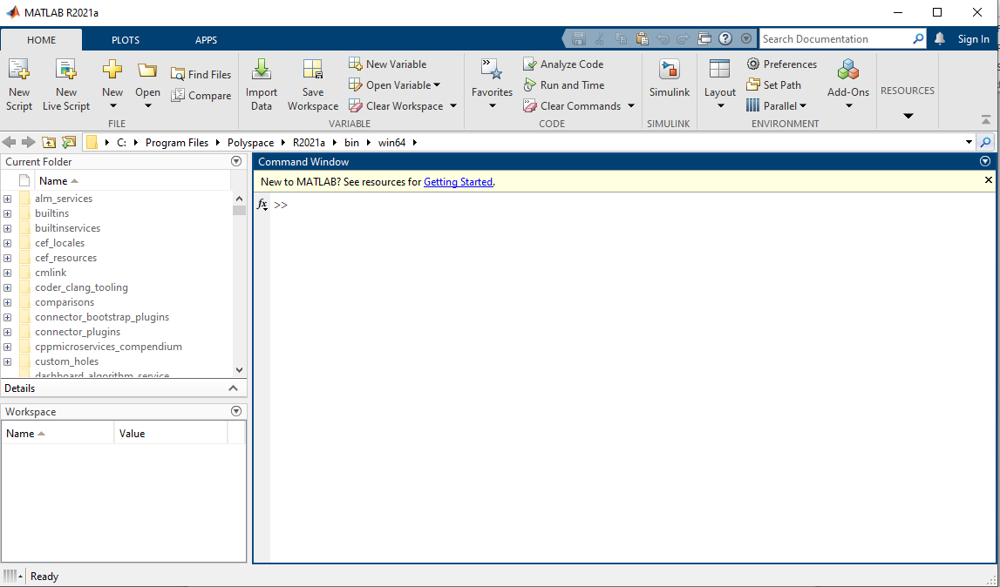 MATLAB R2021a
HOME PLOTS APPS
Search Documentation
Sign In
New Script
New Live Script
New
Open
Find Files
Compare
FILE
Import Data
Save Workspace
New Variable
Open Variable
Clear Workspace
VARIABLE
Favorites
Analyze Code
Run and Time
Clear Commands
CODE
Simulink
SIMULINK
Layout
Preferences
Set Path
Parallel
Add-Ons
ENVIRONMENT
RESOURCES
C: Program Files Polyspace R2021a bin win64
Current Folder
Name
alm_services
builtins
builtinservices
cef_locales
cef_resources
cmlink
coder_clang_tooling
comparisons
connector_bootstrap_plugins
connector_plugins
cppmicroservices_compendium
custom_holes
dashboard_algorithm_service
Details
Workspace
Name Value
Command Window
New to MATLAB? See resources for Getting Started.
fx >>
Ready